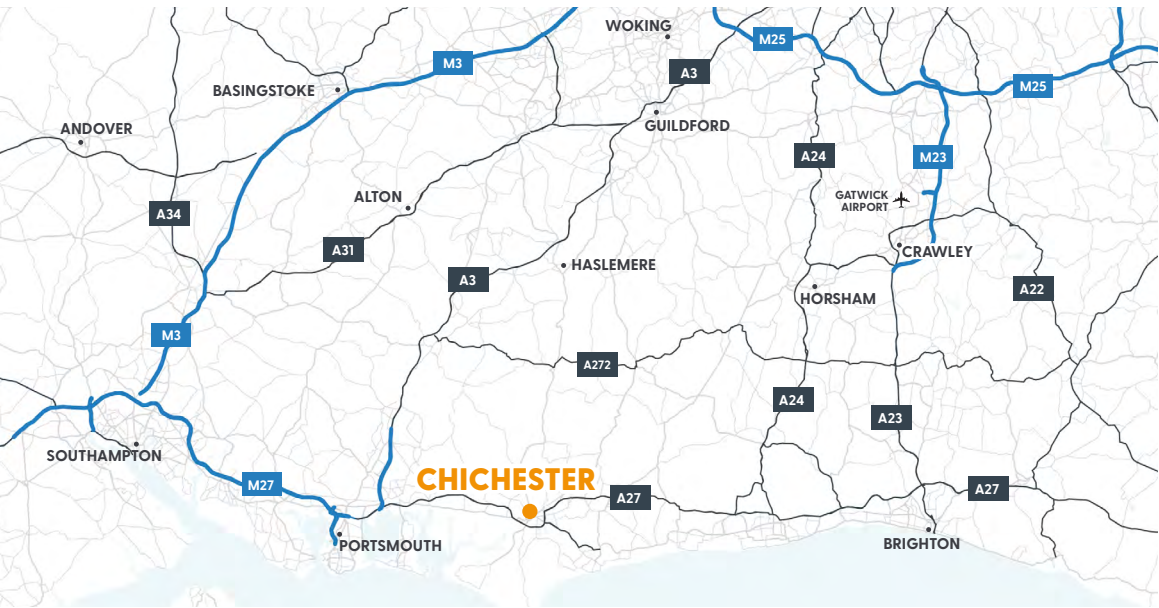 WOKING
M25
M3
A3
M25
BASINGSTOKE
GUILDFORD
ANDOVER
A24
M23
ALTON
GATWICK
AIRPORT
A34
A31
CRAWLEY
HASLEMERE
A3
A22
HORSHAM
M3
A272
A24
A23
SOUTHAMPTON
CHICHESTER
M27
A27
A27
PORTSMOUTH
BRIGHTON